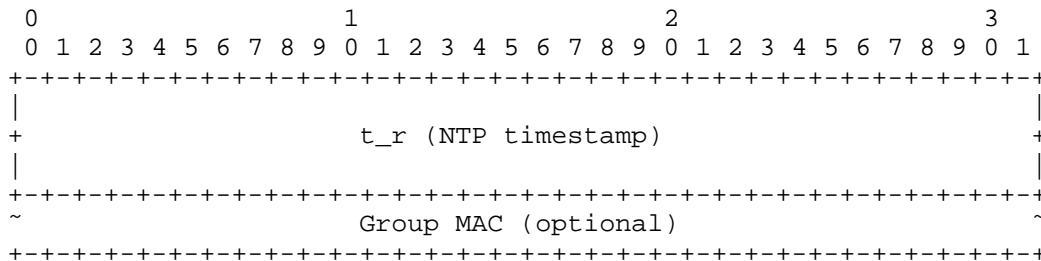 0                   1                   2                   3
 0 1 2 3 4 5 6 7 8 9 0 1 2 3 4 5 6 7 8 9 0 1 2 3 4 5 6 7 8 9 0 1
+-+-+-+-+-+-+-+-+-+-+-+-+-+-+-+-+-+-+-+-+-+-+-+-+-+-+-+-+-+-+-+-+
|                                                               |
+                     t_r (NTP timestamp)                       +
|                                                               |
+-+-+-+-+-+-+-+-+-+-+-+-+-+-+-+-+-+-+-+-+-+-+-+-+-+-+-+-+-+-+-+-+
~                     Group MAC (optional)                      ~
+-+-+-+-+-+-+-+-+-+-+-+-+-+-+-+-+-+-+-+-+-+-+-+-+-+-+-+-+-+-+-+-+